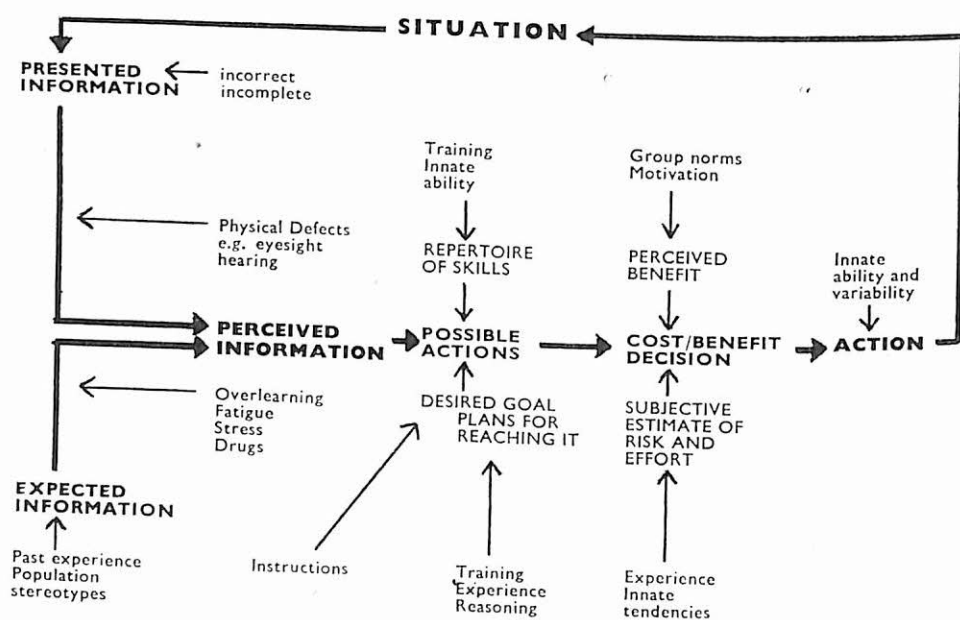 SITUATION
PRESENTED
INFORMATION
incorrect
incomplete
Training
Innate
ability
Group norms
Motivation
Physical Defects
e.g. eyesight
hearing
REPERTOIRE
OF SKILLS
PERCEIVED
BENEFIT
Innate
ability and
variability
PERCEIVED
INFORMATION
POSSIBLE
ACTIONS
COST/BENEFIT
DECISION
ACTION
Overlearning
Fatigue
Stress
Drugs
DESIRED GOAL
PLANS FOR
REACHING IT
SUBJECTIVE
ESTIMATE OF
RISK AND
EFFORT
EXPECTED
INFORMATION
Past experience
Population
stereotypes
Instructions
Training
Experience
Reasoning
Experience
Innate
tendencies